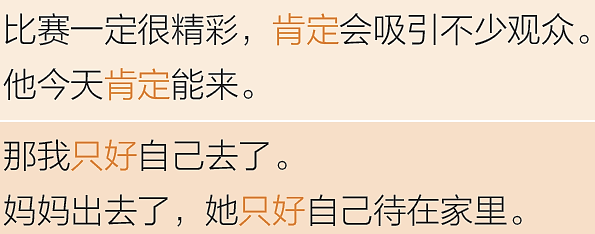 比赛一定很精彩，肯定会吸引不少观众。
他今天肯定能来。
那我只好自己去了。
妈妈出去了，她只好自己待在家里。